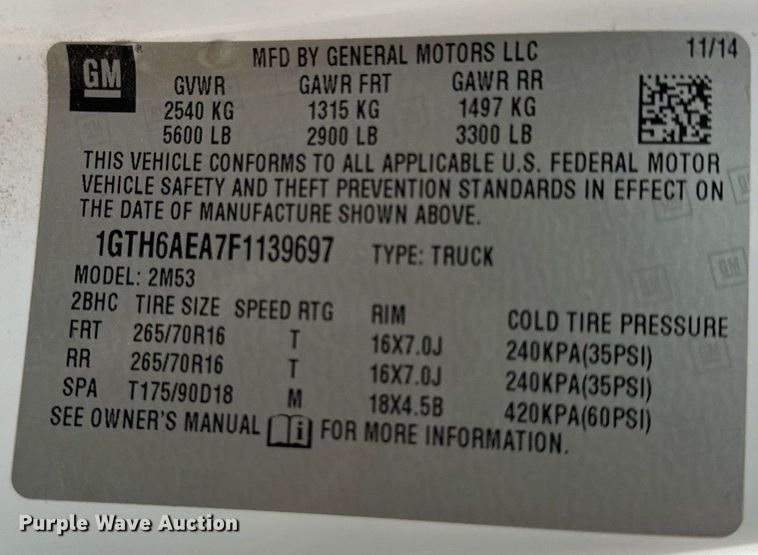 GM
MFD BY GENERAL MOTORS LLC 11/14
GVWR GAWR FRT GAWR RR
2540 KG 1315 KG 1497 KG
5600 LB 2900 LB 3300 LB
THIS VEHICLE CONFORMS TO ALL APPLICABLE U.S. FEDERAL MOTOR
VEHICLE SAFETY AND THEFT PREVENTION STANDARDS IN EFFECT ON
THE DATE OF MANUFACTURE SHOWN ABOVE.
1GTH6AEA7F1139697 TYPE: TRUCK
MODEL: 2M53
2BHC TIRE SIZE SPEED RTG RIM COLD TIRE PRESSURE
FRT 265/70R16 T 16X7.0J 240KPA(35PSI)
RR 265/70R16 T 16X7.0J 240KPA(35PSI)
SPA T175/90D18 M 18X4.5B 420KPA(60PSI)
SEE OWNER'S MANUAL i FOR MORE INFORMATION.
Purple Wave Auction